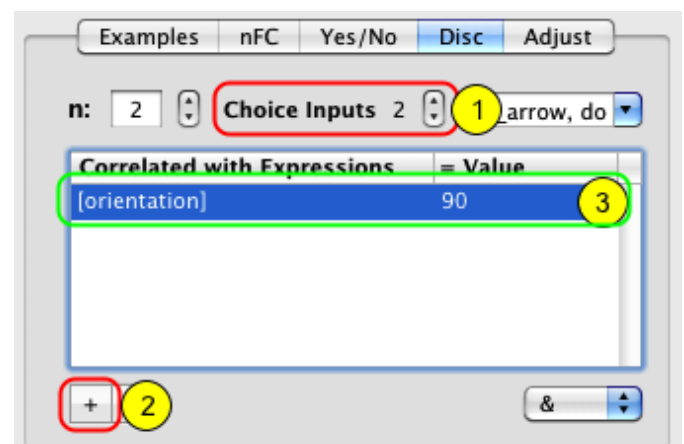 Examples nFC Yes/No Disc Adjust
n: 2 Choice Inputs 2 1 _arrow, do
Correlated with Expressions = Value
[orientation] 90 3
+ 2 &